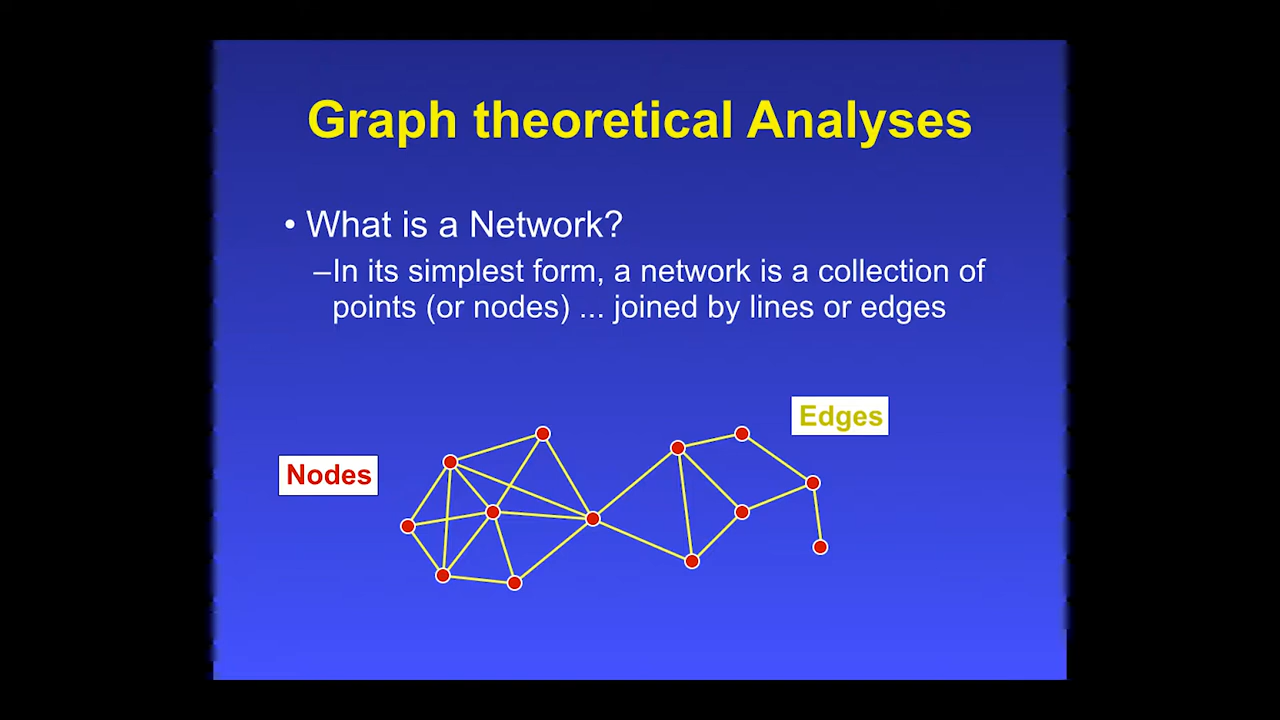 Graph theoretical Analyses
• What is a Network?
–In its simplest form, a network is a collection of
points (or nodes) ... joined by lines or edges
Edges
Nodes